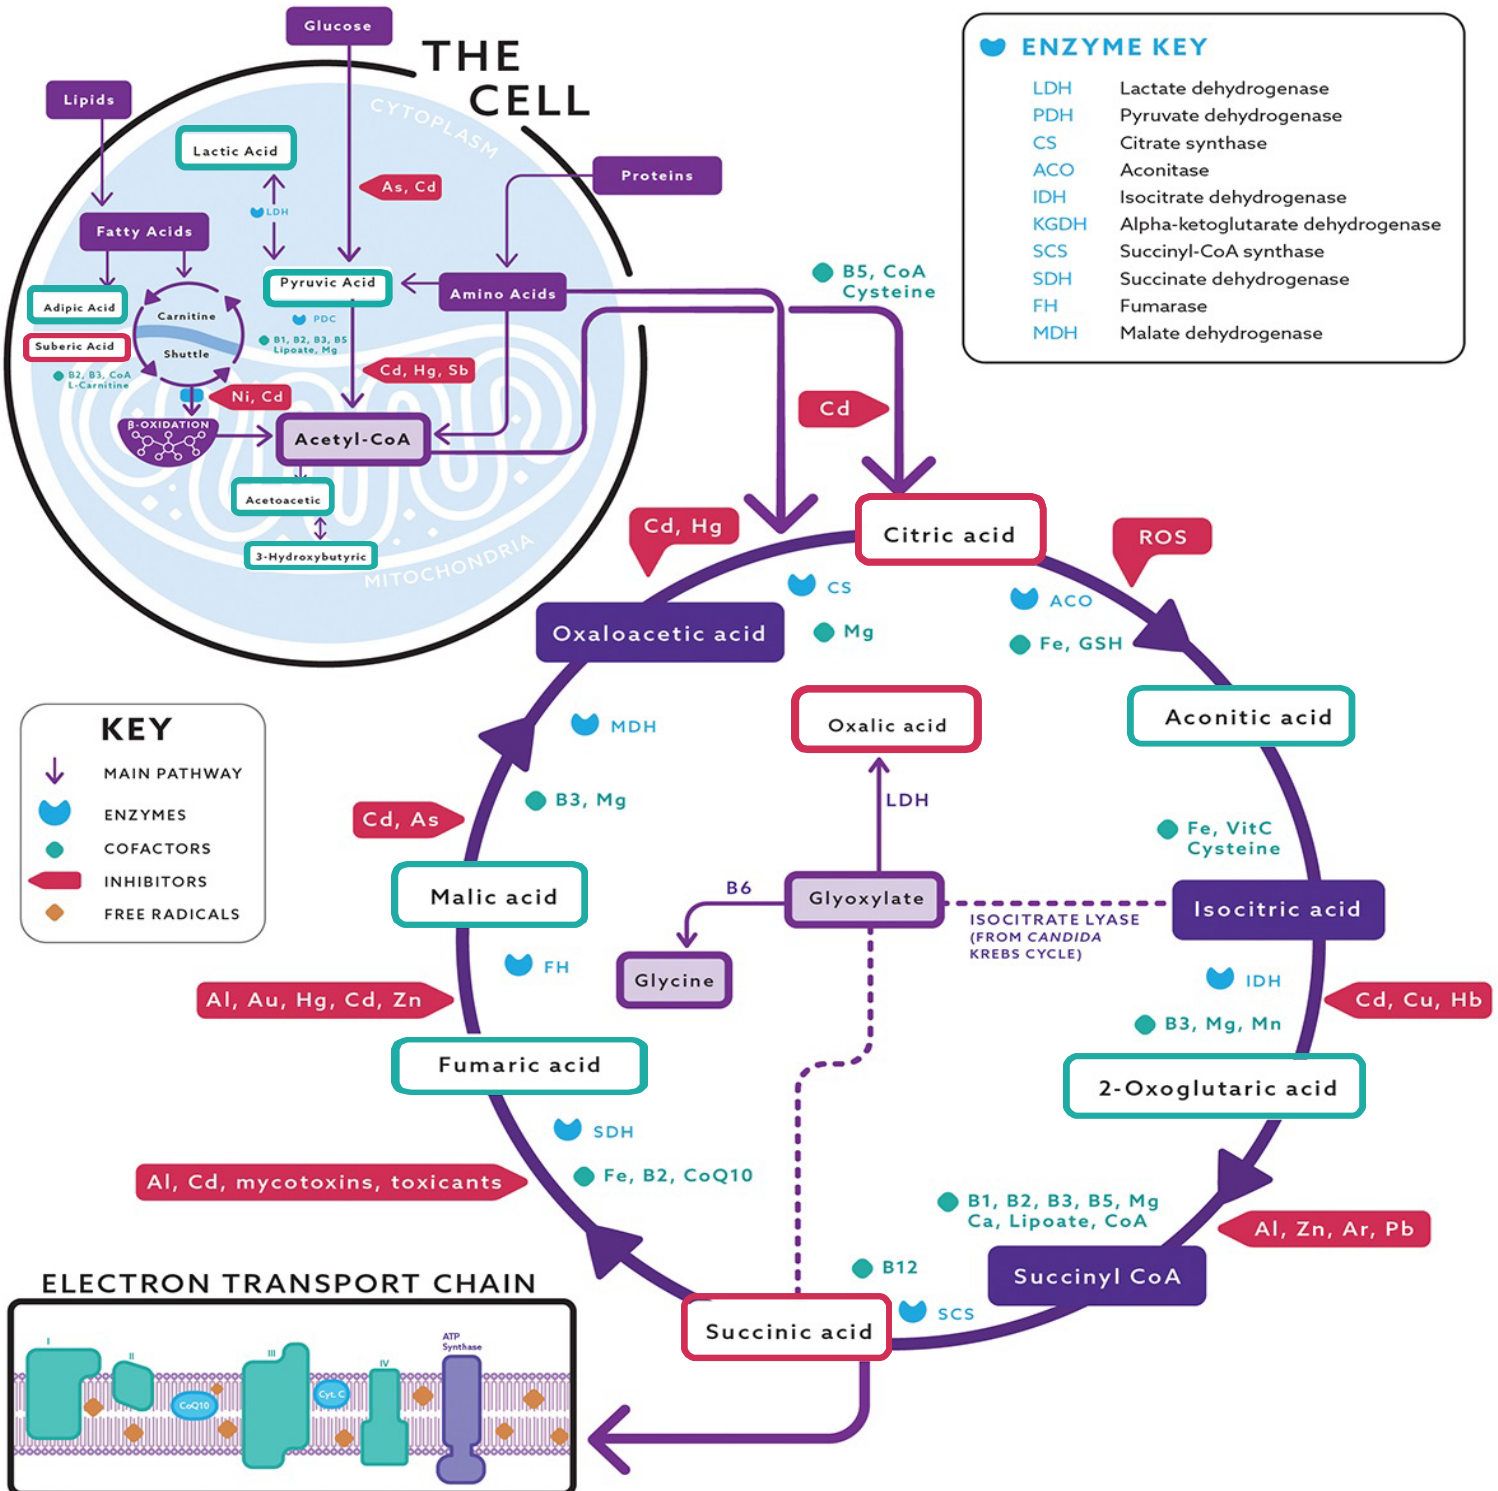 Glucose
THE
CELL
Lipids
CYTOPLASM
Lactic Acid
As, Cd
Proteins
LDH
Fatty Acids
Pyruvic Acid
Amino Acids
Adipic Acid
Carnitine
Shuttle
Suberic Acid
PDC
B1, B2, B3, B5
Lipoate, Mg
B2, B3, CoA
L-Carnitine
Cd, Hg, Sb
Ni, Cd
β-OXIDATION
Acetyl-CoA
Acetoacetic
3-Hydroxybutyric
MITOCHONDRIA
ENZYME KEY
LDH Lactate dehydrogenase
PDH Pyruvate dehydrogenase
CS Citrate synthase
ACO Aconitase
IDH Isocitrate dehydrogenase
KGDH Alpha-ketoglutarate dehydrogenase
SCS Succinyl-CoA synthase
SDH Succinate dehydrogenase
FH Fumarase
MDH Malate dehydrogenase
B5, CoA
Cysteine
Cd
Cd, Hg
Citric acid
ROS
CS
Mg
ACO
Fe, GSH
Oxaloacetic acid
Aconitic acid
Oxalic acid
MDH
B3, Mg
LDH
Cd, As
Fe, VitC
Cysteine
Malic acid
B6
Glyoxylate
ISOCITRATE LYASE
(FROM CANDIDA
KREBS CYCLE)
Isocitric acid
Glycine
FH
IDH
Al, Au, Hg, Cd, Zn
B3, Mg, Mn
Cd, Cu, Hb
Fumaric acid
2-Oxoglutaric acid
SDH
Fe, B2, CoQ10
Al, Cd, mycotoxins, toxicants
B1, B2, B3, B5, Mg
Ca, Lipoate, CoA
Al, Zn, Ar, Pb
B12
Succinyl CoA
SCS
Succinic acid
KEY
MAIN PATHWAY
ENZYMES
COFACTORS
INHIBITORS
FREE RADICALS
ELECTRON TRANSPORT CHAIN
I
II
III
IV
ATP
Synthase
CoQ10
Cyt. C